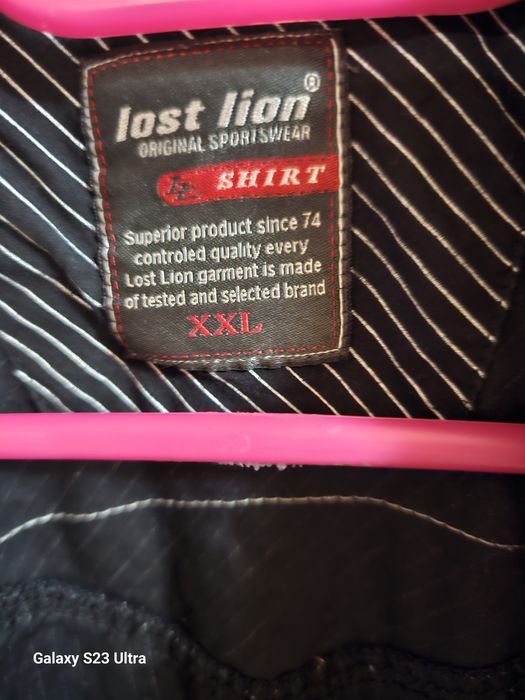 lost lion ®
ORIGINAL SPORTSWEAR
LL SHIRT
Superior product since 74
controled quality every
Lost Lion garment is made
of tested and selected brand
XXL
Galaxy S23 Ultra